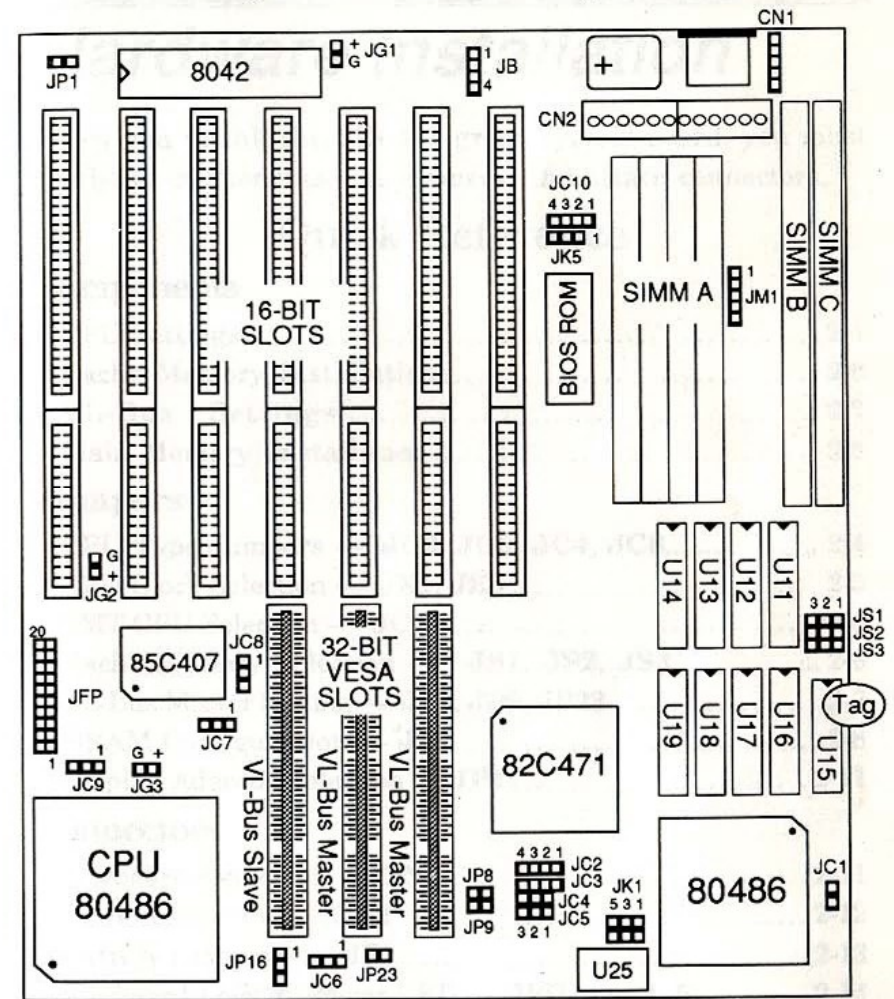 CN1
JP1
8042
+
G
JG1
JB
4
+
CN2
JC10
4 3 2 1
1
JK5
16-BIT
SLOTS
BIOS ROM
SIMM A
1
JM1
SIMM B
SIMM C
G
+
JG2
U14
U13
U12
U11
3 2 1
JS1
JS2
JS3
20
JFP
1
85C407
JC8
32-BIT
VESA
SLOTS
JC7
1
JC9
G
JG3
VL-Bus Slave
VL-Bus Master
VL-Bus Master
82C471
U19
U18
U17
U16
U15
Tag
CPU
80486
JP8
JP9
4 3 2 1
JC2
JC3
JC4
JC5
3 2 1
JK1
5 3 1
80486
JC1
JP16
1
1
JC6
JP23
U25